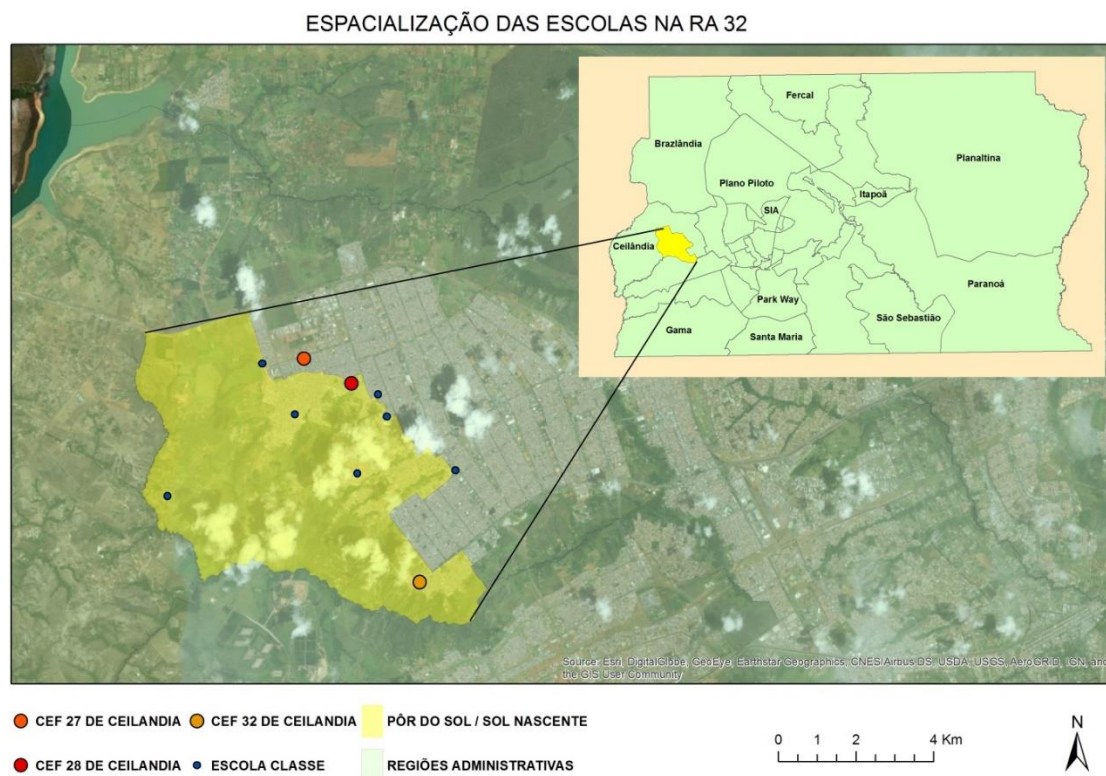 ESPACIALIZAÇÃO DAS ESCOLAS NA RA 32
Fercal
Brazlândia
Planaltina
Plano Piloto
Itapoã
SIA
Ceilândia
Paranoá
Park Way
São Sebastião
Gama
Santa Maria
Source: Esri, DigitalGlobe, GeoEye, Earthstar Geographics, CNES/Airbus DS, USDA, USGS, AeroGRID, IGN, and
the GIS User Community
CEF 27 DE CEILANDIA
CEF 32 DE CEILANDIA
PÔR DO SOL / SOL NASCENTE
CEF 28 DE CEILANDIA
ESCOLA CLASSE
REGIÕES ADMINISTRATIVAS
0 1 2 4 Km
N